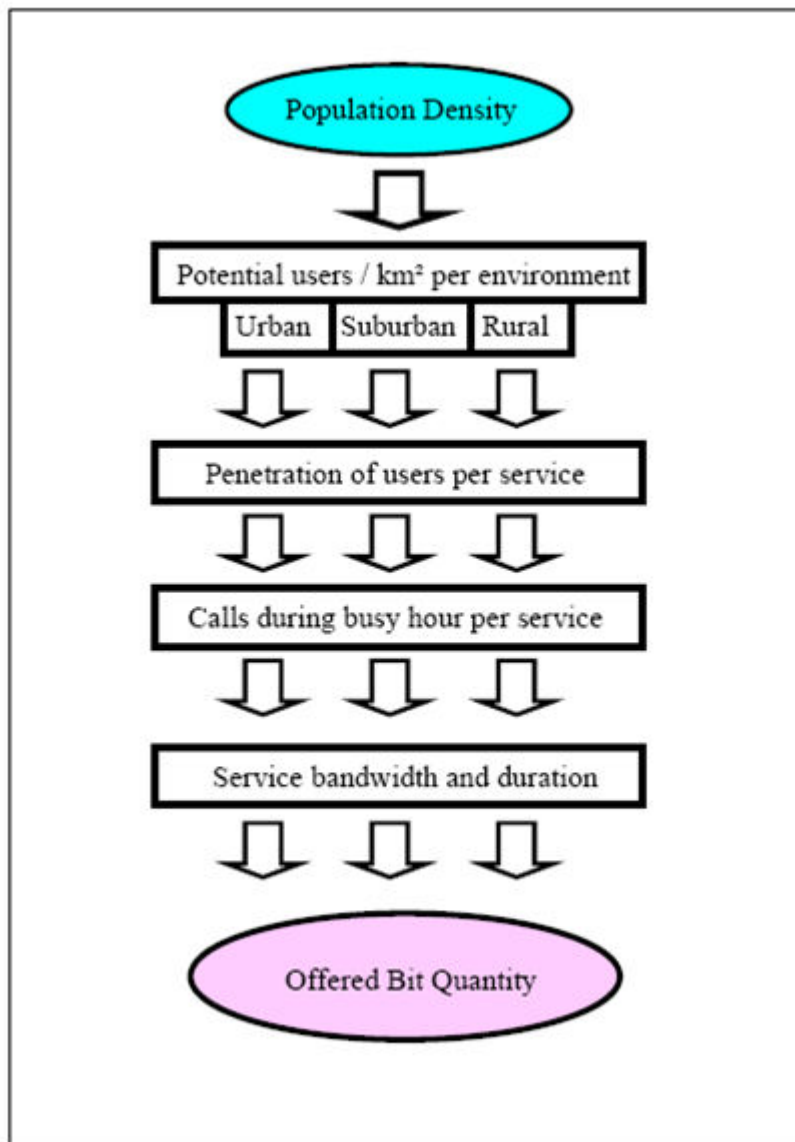 Population Density
Potential users / km² per environment
Urban
Suburban
Rural
Penetration of users per service
Calls during busy hour per service
Service bandwidth and duration
Offered Bit Quantity